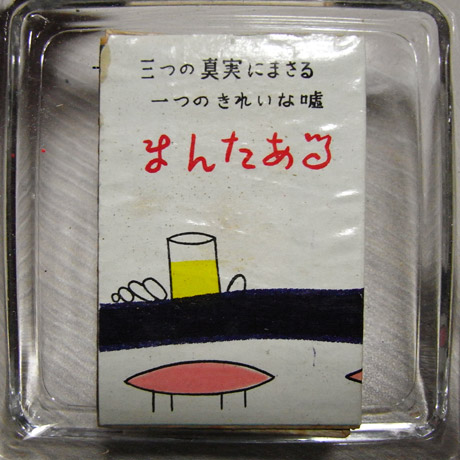 三つの真実にまさる
一つのきれいな嘘
まんたある